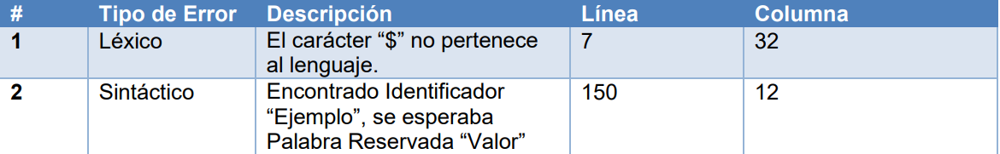 # Tipo de Error Descripción Línea Columna
1 Léxico El carácter “$” no pertenece 7 32
al lenguaje.
2 Sintáctico Encontrado Identificador 150 12
“Ejemplo”, se esperaba
Palabra Reservada “Valor”